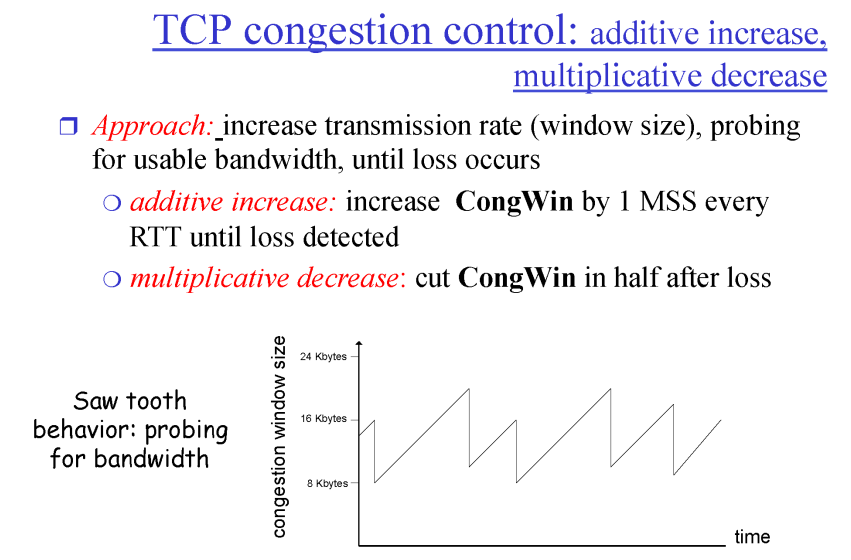 TCP congestion control: additive increase,
multiplicative decrease
Approach: increase transmission rate (window size), probing
for usable bandwidth, until loss occurs
additive increase: increase CongWin by 1 MSS every
RTT until loss detected
multiplicative decrease: cut CongWin in half after loss
Saw tooth
behavior: probing
for bandwidth
congestion window size
24 Kbytes
16 Kbytes
8 Kbytes
time